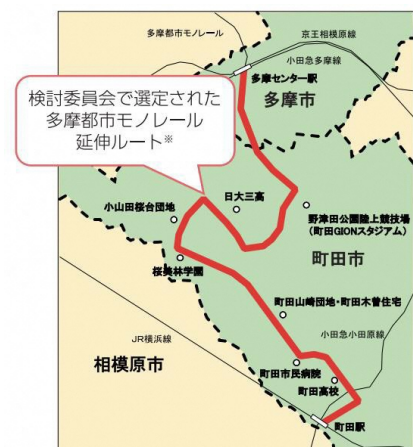 多摩都市モノレール
京王相模原線
小田急多摩線
多摩センター駅
多摩市
検討委員会で選定された
多摩都市モノレール
延伸ルート※
日大三高
小山田桜台団地
野津田公園陸上競技場
(町田GIONスタジアム)
町田市
桜美林学園
町田山崎団地・町田木曽住宅
小田急小田原線
JR横浜線
相模原市
町田市民病院
町田高校
町田駅